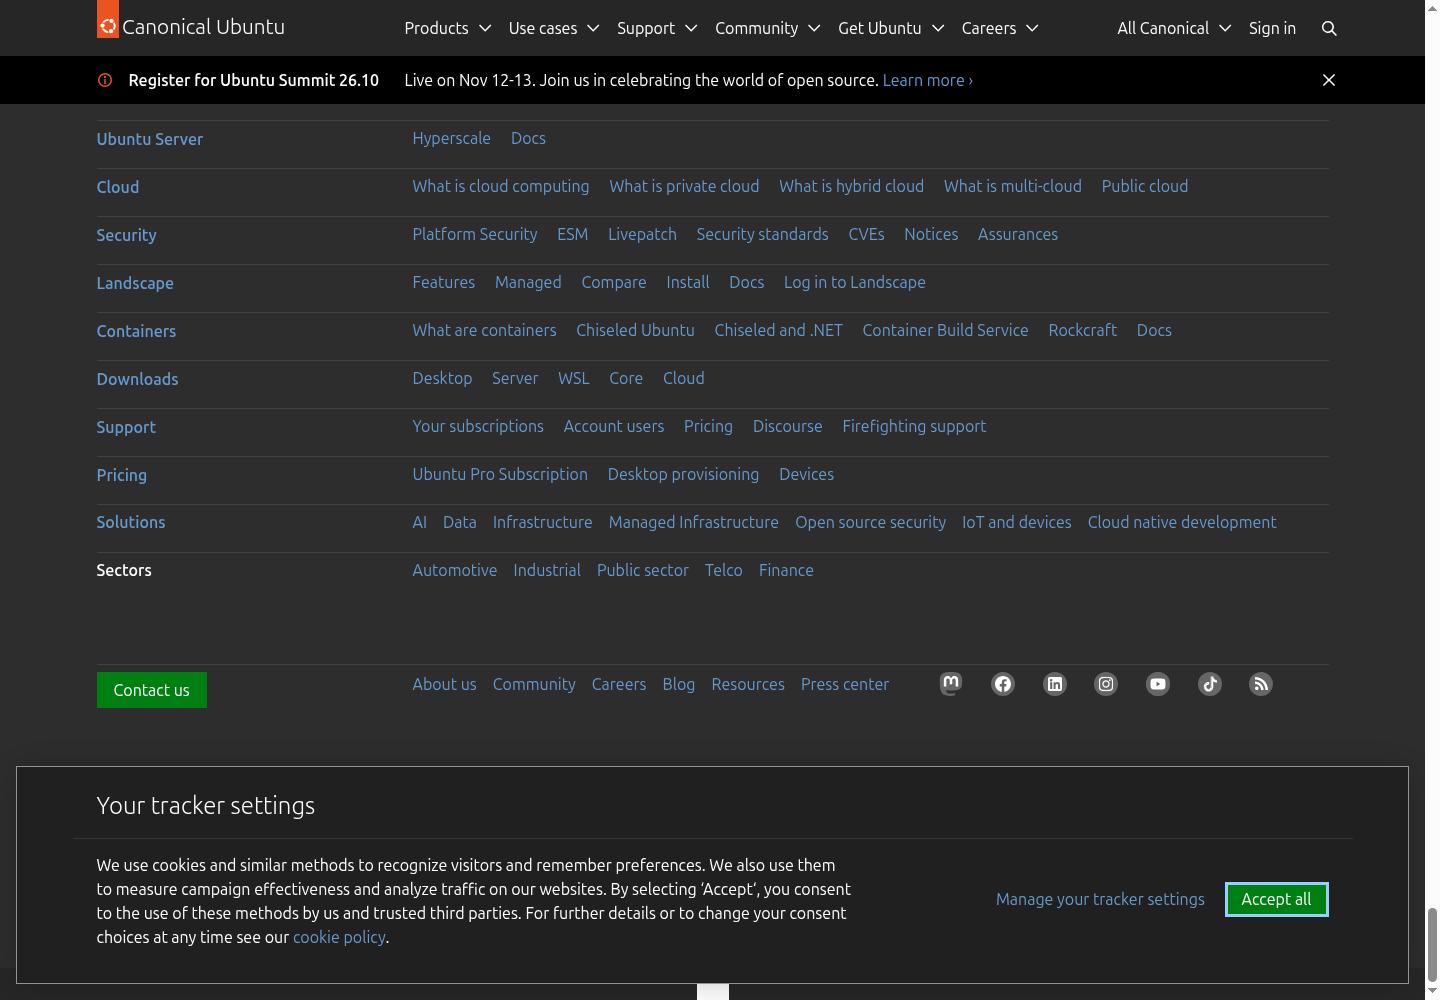 Canonical Ubuntu Products Use cases Support Community Get Ubuntu Careers All Canonical Sign in
Register for Ubuntu Summit 26.10 Live on Nov 12-13. Join us in celebrating the world of open source. Learn more ›
Ubuntu Server Hyperscale Docs
Cloud What is cloud computing What is private cloud What is hybrid cloud What is multi-cloud Public cloud
Security Platform Security ESM Livepatch Security standards CVEs Notices Assurances
Landscape Features Managed Compare Install Docs Log in to Landscape
Containers What are containers Chiseled Ubuntu Chiseled and .NET Container Build Service Rockcraft Docs
Downloads Desktop Server WSL Core Cloud
Support Your subscriptions Account users Pricing Discourse Firefighting support
Pricing Ubuntu Pro Subscription Desktop provisioning Devices
Solutions AI Data Infrastructure Managed Infrastructure Open source security IoT and devices Cloud native development
Sectors Automotive Industrial Public sector Telco Finance
Contact us About us Community Careers Blog Resources Press center
Your tracker settings
We use cookies and similar methods to recognize visitors and remember preferences. We also use them
to measure campaign effectiveness and analyze traffic on our websites. By selecting ‘Accept‘, you consent
to the use of these methods by us and trusted third parties. For further details or to change your consent
choices at any time see our cookie policy.
Manage your tracker settings Accept all